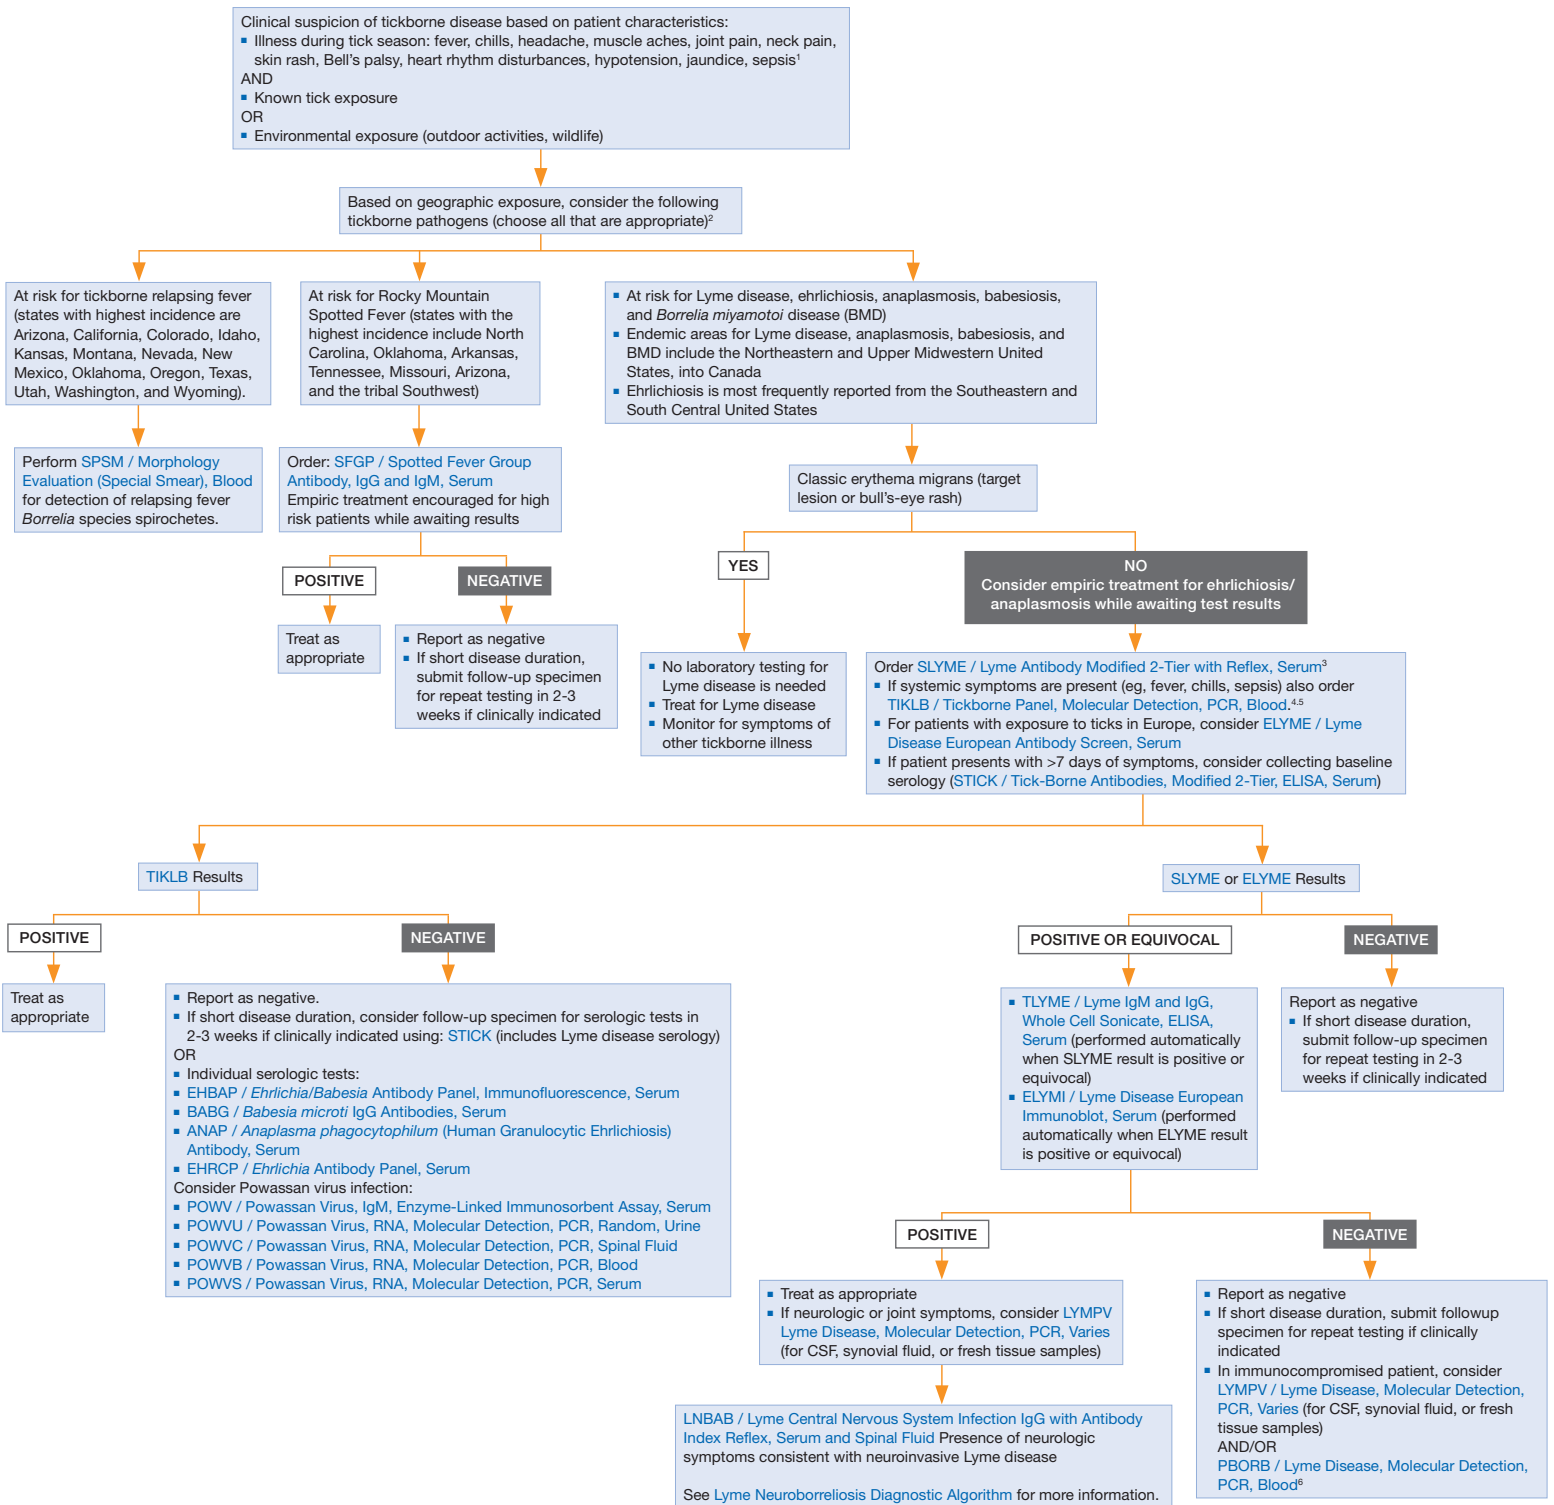 Clinical suspicion of tickborne disease based on patient characteristics:
▪ Illness during tick season: fever, chills, headache, muscle aches, joint pain, neck pain,
skin rash, Bell's palsy, heart rhythm disturbances, hypotension, jaundice, sepsis¹
AND
▪ Known tick exposure
OR
▪ Environmental exposure (outdoor activities, wildlife)
Based on geographic exposure, consider the following
tickborne pathogens (choose all that are appropriate)²
At risk for tickborne relapsing fever
(states with highest incidence are
Arizona, California, Colorado, Idaho,
Kansas, Montana, Nevada, New
Mexico, Oklahoma, Oregon, Texas,
Utah, Washington, and Wyoming).
At risk for Rocky Mountain
Spotted Fever (states with the
highest incidence include North
Carolina, Oklahoma, Arkansas,
Tennessee, Missouri, Arizona,
and the tribal Southwest)
▪ At risk for Lyme disease, ehrlichiosis, anaplasmosis, babesiosis,
and Borrelia miyamotoi disease (BMD)
▪ Endemic areas for Lyme disease, anaplasmosis, babesiosis, and
BMD include the Northeastern and Upper Midwestern United
States, into Canada
▪ Ehrlichiosis is most frequently reported from the Southeastern and
South Central United States
Perform SPSM / Morphology
Evaluation (Special Smear), Blood
for detection of relapsing fever
Borrelia species spirochetes.
Order: SFGP / Spotted Fever Group
Antibody, IgG and IgM, Serum
Empiric treatment encouraged for high
risk patients while awaiting results
Classic erythema migrans (target
lesion or bull's-eye rash)
POSITIVE
NEGATIVE
YES
NO
Consider empiric treatment for ehrlichiosis/
anaplasmosis while awaiting test results
Treat as
appropriate
▪ Report as negative
▪ If short disease duration,
submit follow-up specimen
for repeat testing in 2-3
weeks if clinically indicated
▪ No laboratory testing for
Lyme disease is needed
▪ Treat for Lyme disease
▪ Monitor for symptoms of
other tickborne illness
Order SLYME / Lyme Antibody Modified 2-Tier with Reflex, Serum³
▪ If systemic symptoms are present (eg, fever, chills, sepsis) also order
TIKLB / Tickborne Panel, Molecular Detection, PCR, Blood.⁴·⁵
▪ For patients with exposure to ticks in Europe, consider ELYME / Lyme
Disease European Antibody Screen, Serum
▪ If patient presents with >7 days of symptoms, consider collecting baseline
serology (STICK / Tick-Borne Antibodies, Modified 2-Tier, ELISA, Serum)
TIKLB Results
SLYME or ELYME Results
POSITIVE
NEGATIVE
POSITIVE OR EQUIVOCAL
NEGATIVE
Treat as
appropriate
▪ Report as negative.
▪ If short disease duration, consider follow-up specimen for serologic tests in
2-3 weeks if clinically indicated using: STICK (includes Lyme disease serology)
OR
▪ Individual serologic tests:
▪ EHBAP / Ehrlichia/Babesia Antibody Panel, Immunofluorescence, Serum
▪ BABG / Babesia microti IgG Antibodies, Serum
▪ ANAP / Anaplasma phagocytophilum (Human Granulocytic Ehrlichiosis)
Antibody, Serum
▪ EHRCP / Ehrlichia Antibody Panel, Serum
Consider Powassan virus infection:
▪ POWV / Powassan Virus, IgM, Enzyme-Linked Immunosorbent Assay, Serum
▪ POWVU / Powassan Virus, RNA, Molecular Detection, PCR, Random, Urine
▪ POWVC / Powassan Virus, RNA, Molecular Detection, PCR, Spinal Fluid
▪ POWVB / Powassan Virus, RNA, Molecular Detection, PCR, Blood
▪ POWVS / Powassan Virus, RNA, Molecular Detection, PCR, Serum
▪ TLYME / Lyme IgM and IgG,
Whole Cell Sonicate, ELISA,
Serum (performed automatically
when SLYME result is positive or
equivocal)
▪ ELYMI / Lyme Disease European
Immunoblot, Serum (performed
automatically when ELYME result
is positive or equivocal)
Report as negative
▪ If short disease duration,
submit follow-up specimen
for repeat testing in 2-3
weeks if clinically indicated
POSITIVE
NEGATIVE
▪ Treat as appropriate
▪ If neurologic or joint symptoms, consider LYMPV
Lyme Disease, Molecular Detection, PCR, Varies
(for CSF, synovial fluid, or fresh tissue samples)
▪ Report as negative
▪ If short disease duration, submit followup
specimen for repeat testing if clinically
indicated
▪ In immunocompromised patient, consider
LYMPV / Lyme Disease, Molecular Detection,
PCR, Varies (for CSF, synovial fluid, or fresh
tissue samples)
AND/OR
PBORB / Lyme Disease, Molecular Detection,
PCR, Blood⁶
LNBAB / Lyme Central Nervous System Infection IgG with Antibody
Index Reflex, Serum and Spinal Fluid Presence of neurologic
symptoms consistent with neuroinvasive Lyme disease
See Lyme Neuroborreliosis Diagnostic Algorithm for more information.